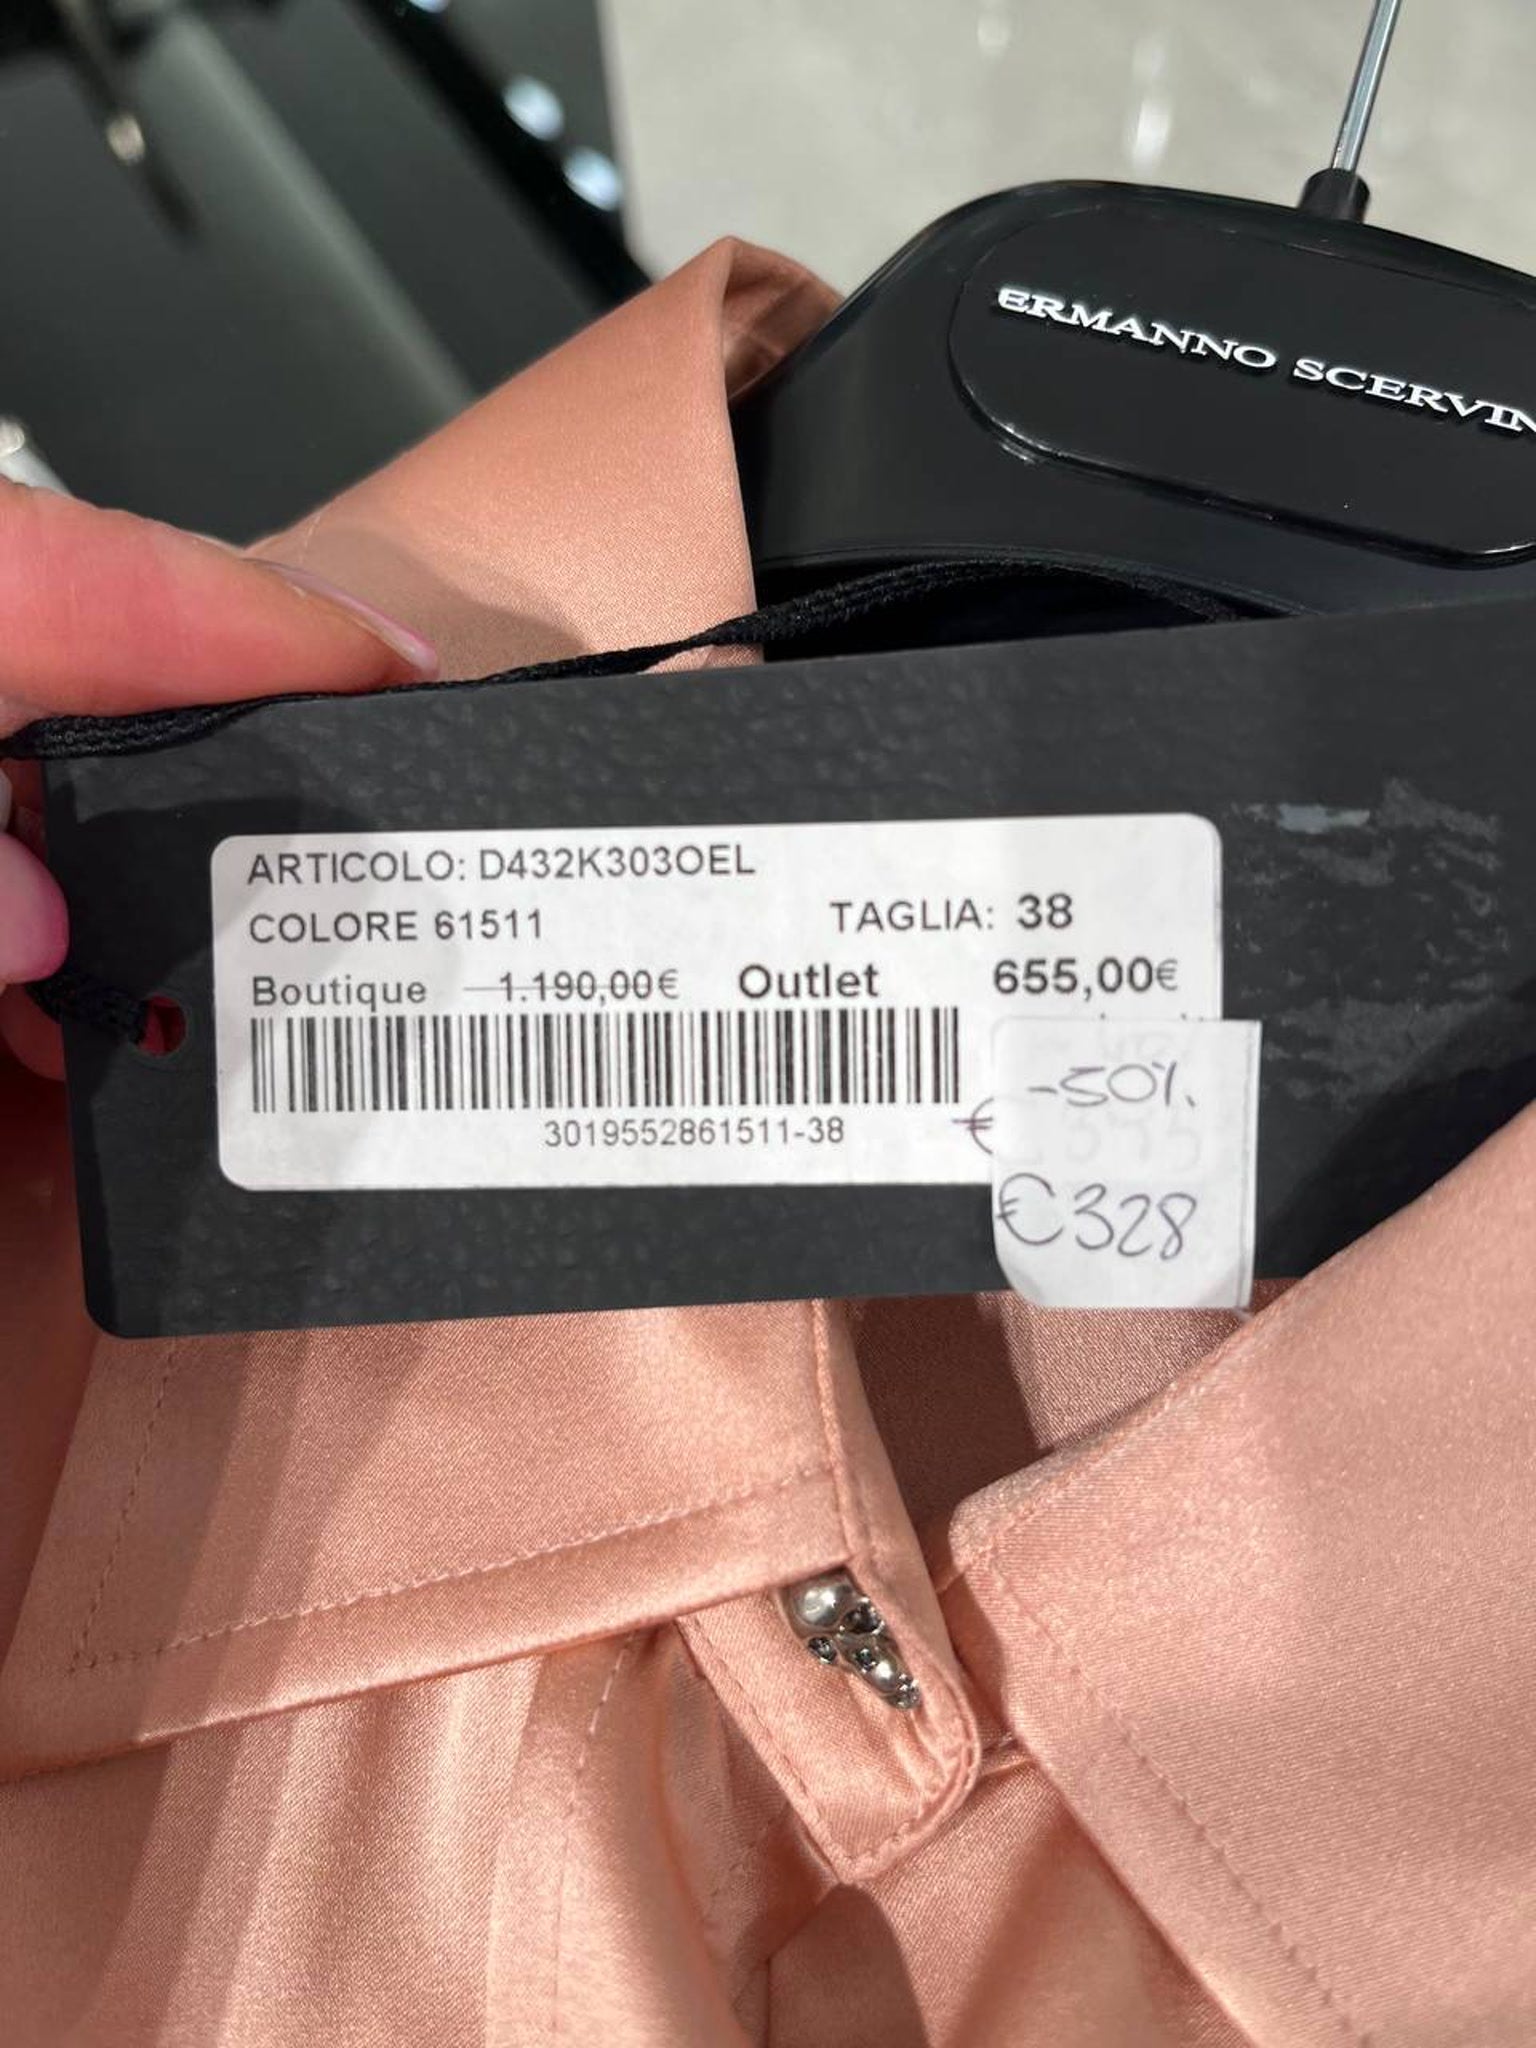 ERMANNO SCERVIN
ARTICOLO: D432K303OEL
COLORE 61511 TAGLIA: 38
Boutique 1.190,00€ Outlet 655,00€
-50%
3019552861511-38 €
€328